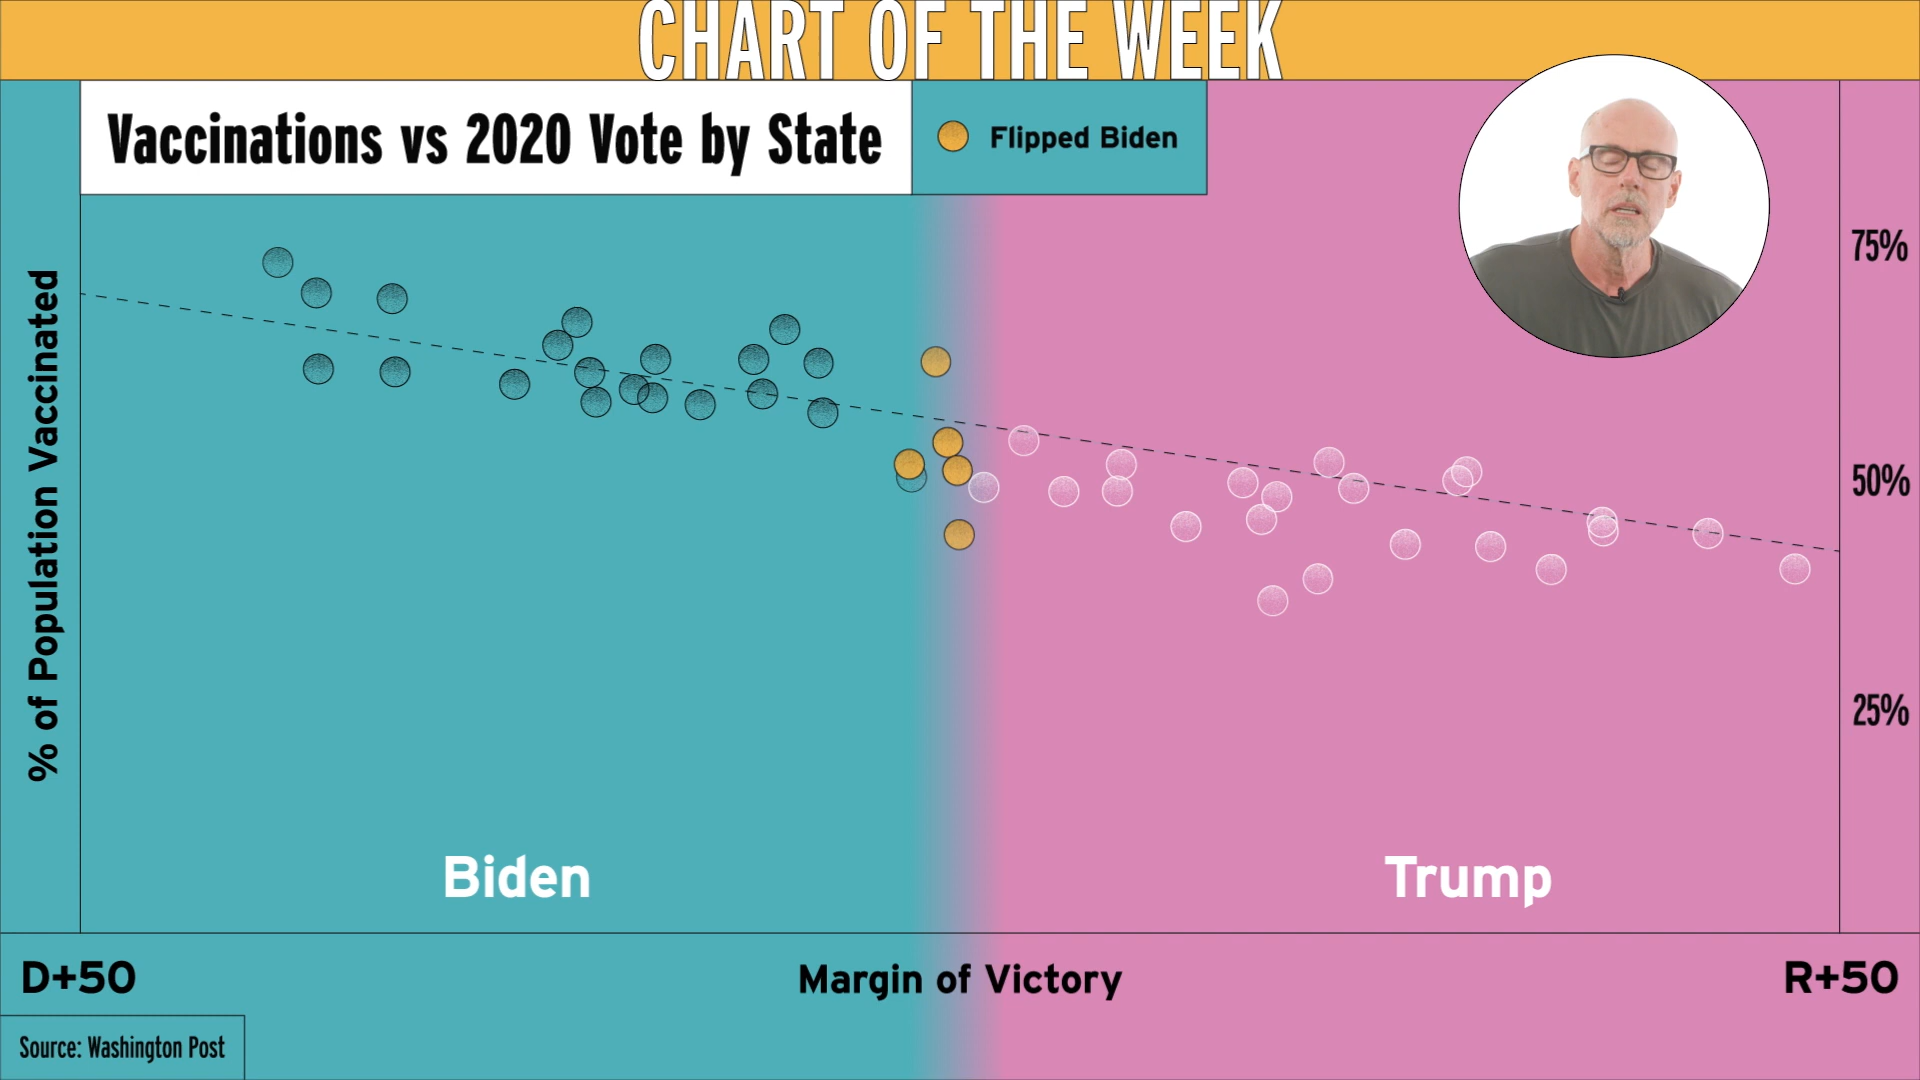 CHART OF THE WEEK
Vaccinations vs 2020 Vote by State
Flipped Biden
% of Population Vaccinated
75%
50%
25%
Biden
Trump
D+50
Margin of Victory
R+50
Source: Washington Post